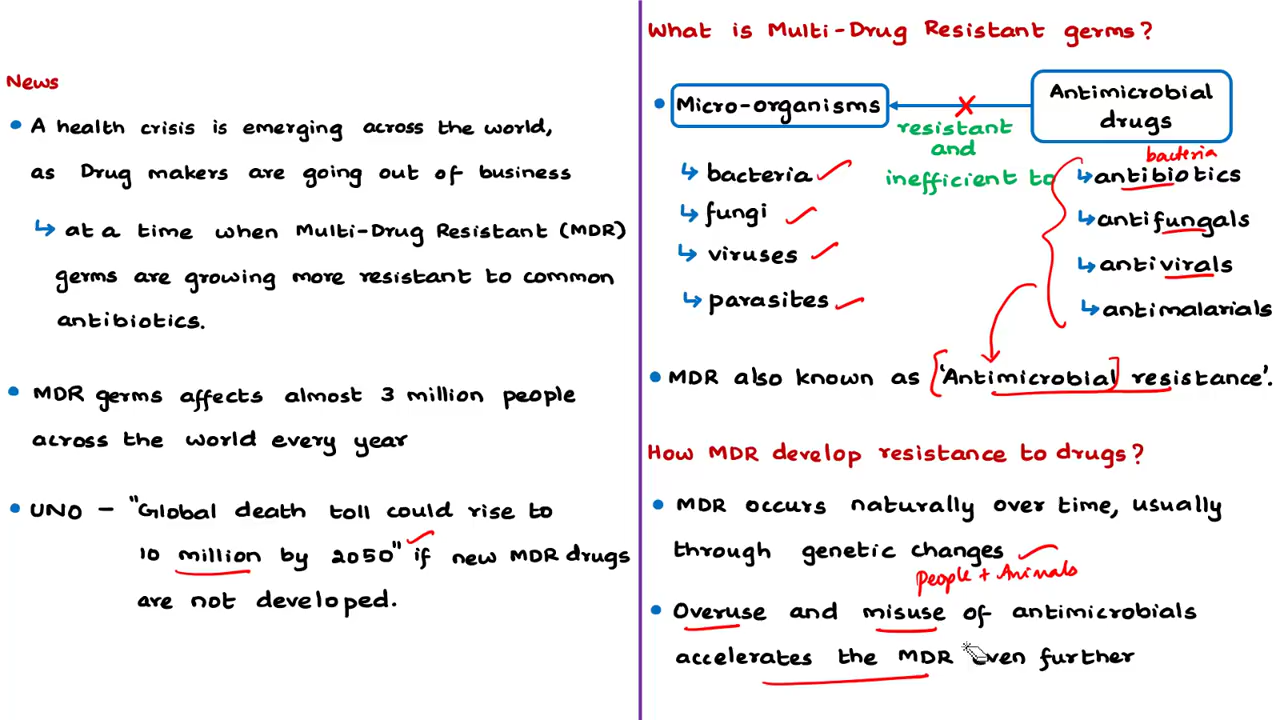 News
• A health crisis is emerging across the world,
as Drug makers are going out of business
↳ at a time when Multi-Drug Resistant (MDR)
germs are growing more resistant to common
antibiotics.
• MDR germs affects almost 3 million people
across the world every year
• UNO - "Global death toll could rise to
10 million by 2050" if new MDR drugs
are not developed.
What is Multi-Drug Resistant germs?
• Micro-organisms
Antimicrobial
drugs
resistant
and
inefficient to
↳ bacteria
↳ fungi
↳ viruses
↳ parasites
bacteria
↳ antibiotics
↳ antifungals
↳ antivirals
↳ antimalarials
• MDR also known as 'Antimicrobial resistance'.
How MDR develop resistance to drugs?
• MDR occurs naturally over time, usually
through genetic changes
People + Animals
• Overuse and misuse of antimicrobials
accelerates the MDR even further